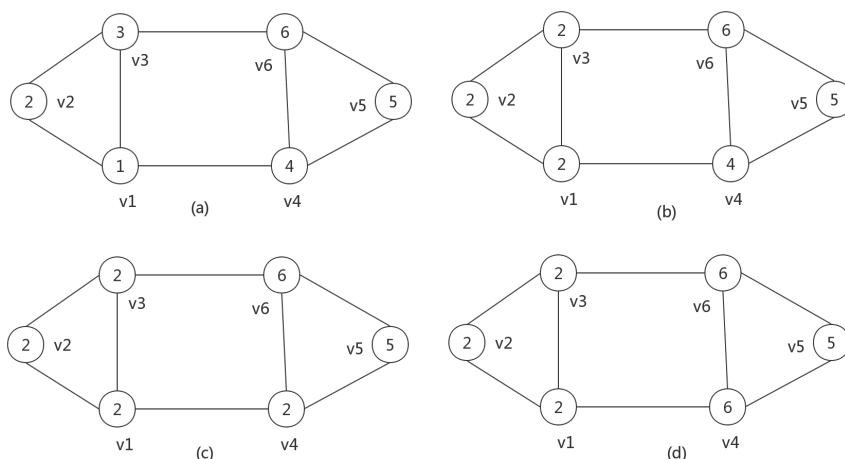 3 6
v3 v6
2 v2 v5 5
1 4
v1 (a) v4
2 6
v3 v6
2 v2 v5 5
2 4
v1 (b) v4
2 6
v3 v6
2 v2 v5 5
2 2
v1 (c) v4
2 6
v3 v6
2 v2 v5 5
2 6
v1 (d) v4